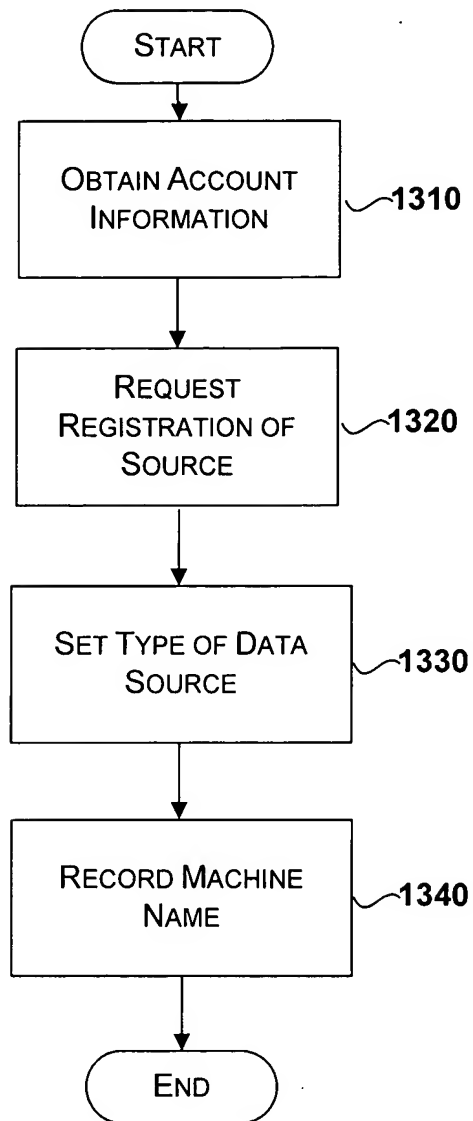 START
OBTAIN ACCOUNT
INFORMATION
1310
REQUEST
REGISTRATION OF
SOURCE
1320
SET TYPE OF DATA
SOURCE
1330
RECORD MACHINE
NAME
1340
END